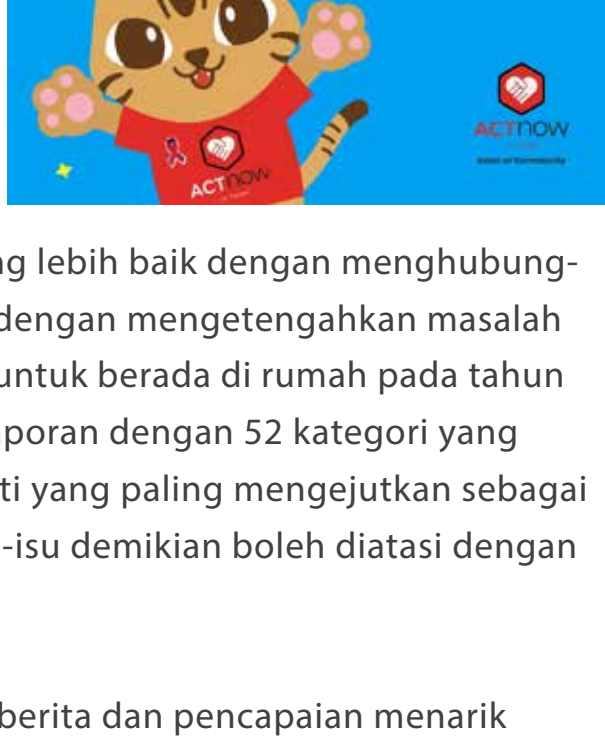 ACTNOW
ACTNOW
ng lebih baik dengan menghubung-
dengan mengetengahkan masalah
untuk berada di rumah pada tahun
aporan dengan 52 kategori yang
ti yang paling mengejutkan sebagai
-isu demikian boleh diatasi dengan
berita dan pencapaian menarik